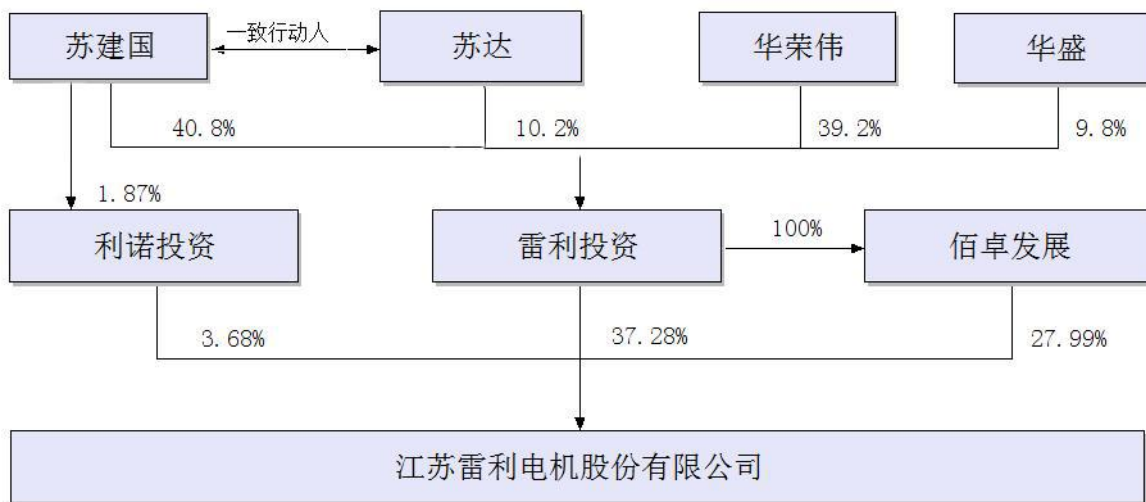 苏建国
一致行动人
苏达
华荣伟
华盛
40.8%
10.2%
39.2%
9.8%
1.87%
利诺投资
雷利投资
100%
佰卓发展
3.68%
37.28%
27.99%
江苏雷利电机股份有限公司